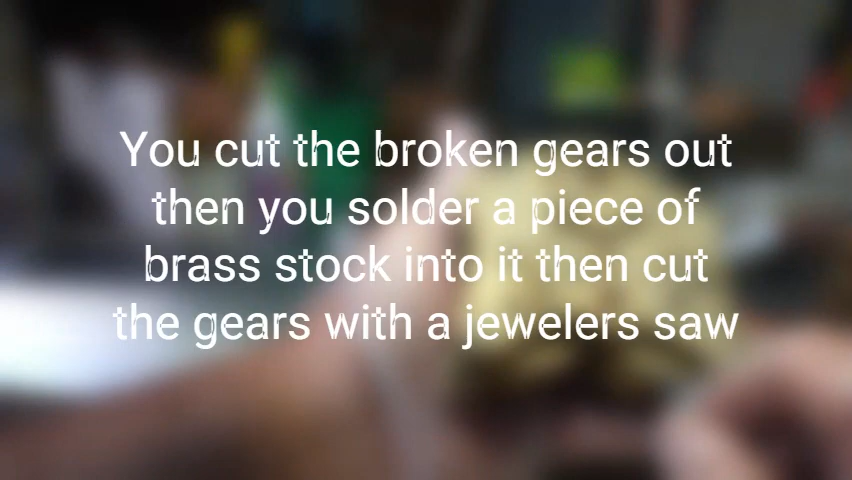 You cut the broken gears out
then you solder a piece of
brass stock into it then cut
the gears with a jewelers saw